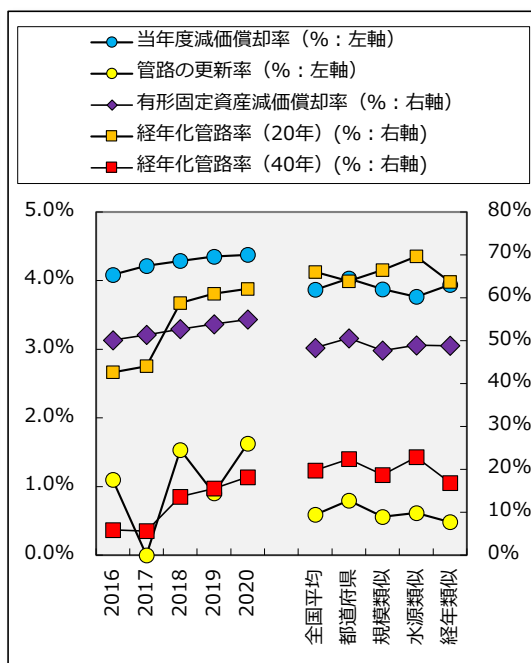 当年度減価償却率（%：左軸）
管路の更新率（%：左軸）
有形固定資産減価償却率（%：右軸）
経年化管路率（20年）(%：右軸)
経年化管路率（40年）(%：右軸)
5.0%
4.0%
3.0%
2.0%
1.0%
0.0%
80%
70%
60%
50%
40%
30%
20%
10%
0%
2016
2017
2018
2019
2020
全国平均
都道府県
規模類似
水源類似
経年類似